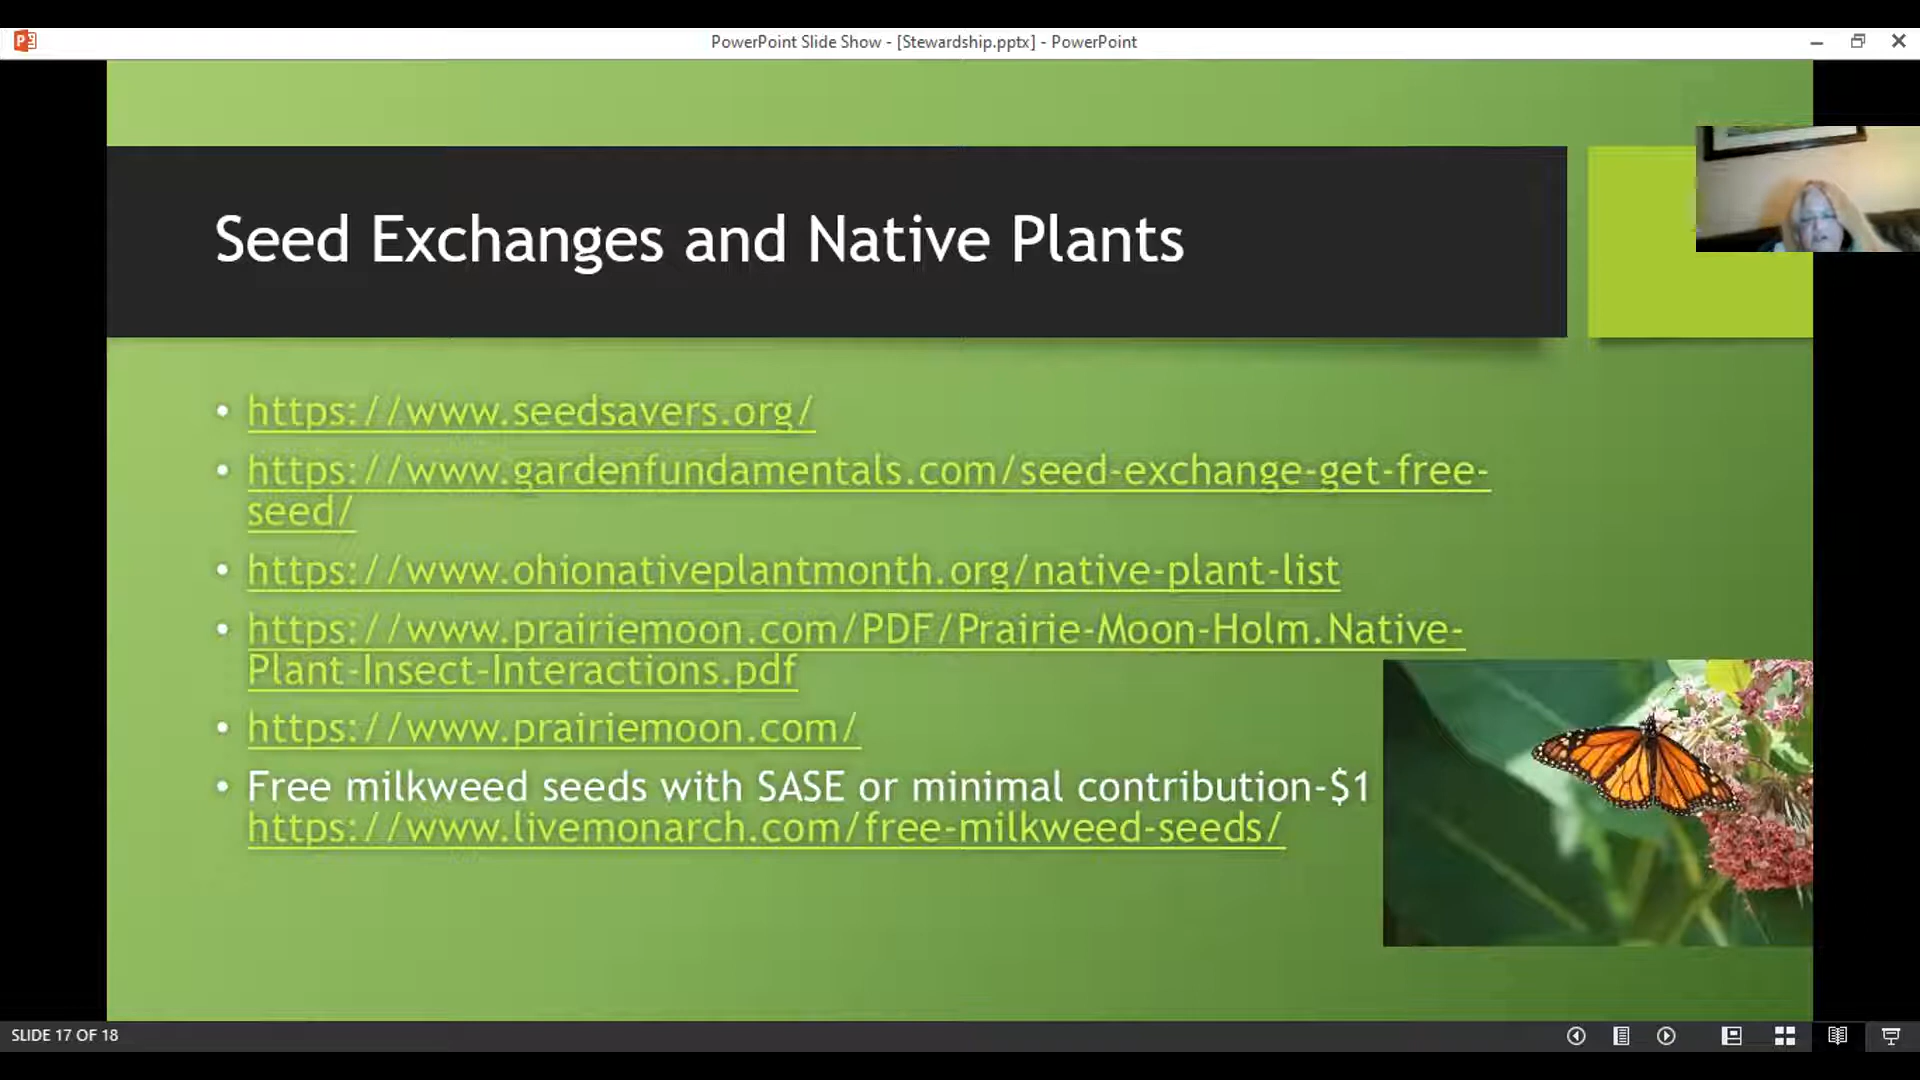 PowerPoint Slide Show - [Stewardship.pptx] - PowerPoint
Seed Exchanges and Native Plants
• https://www.seedsavers.org/
• https://www.gardenfundamentals.com/seed-exchange-get-free-
seed/
• https://www.ohionativeplantmonth.org/native-plant-list
• https://www.prairiemoon.com/PDF/Prairie-Moon-Holm.Native-
Plant-Insect-Interactions.pdf
• https://www.prairiemoon.com/
• Free milkweed seeds with SASE or minimal contribution-$1
https://www.livemonarch.com/free-milkweed-seeds/
SLIDE 17 OF 18